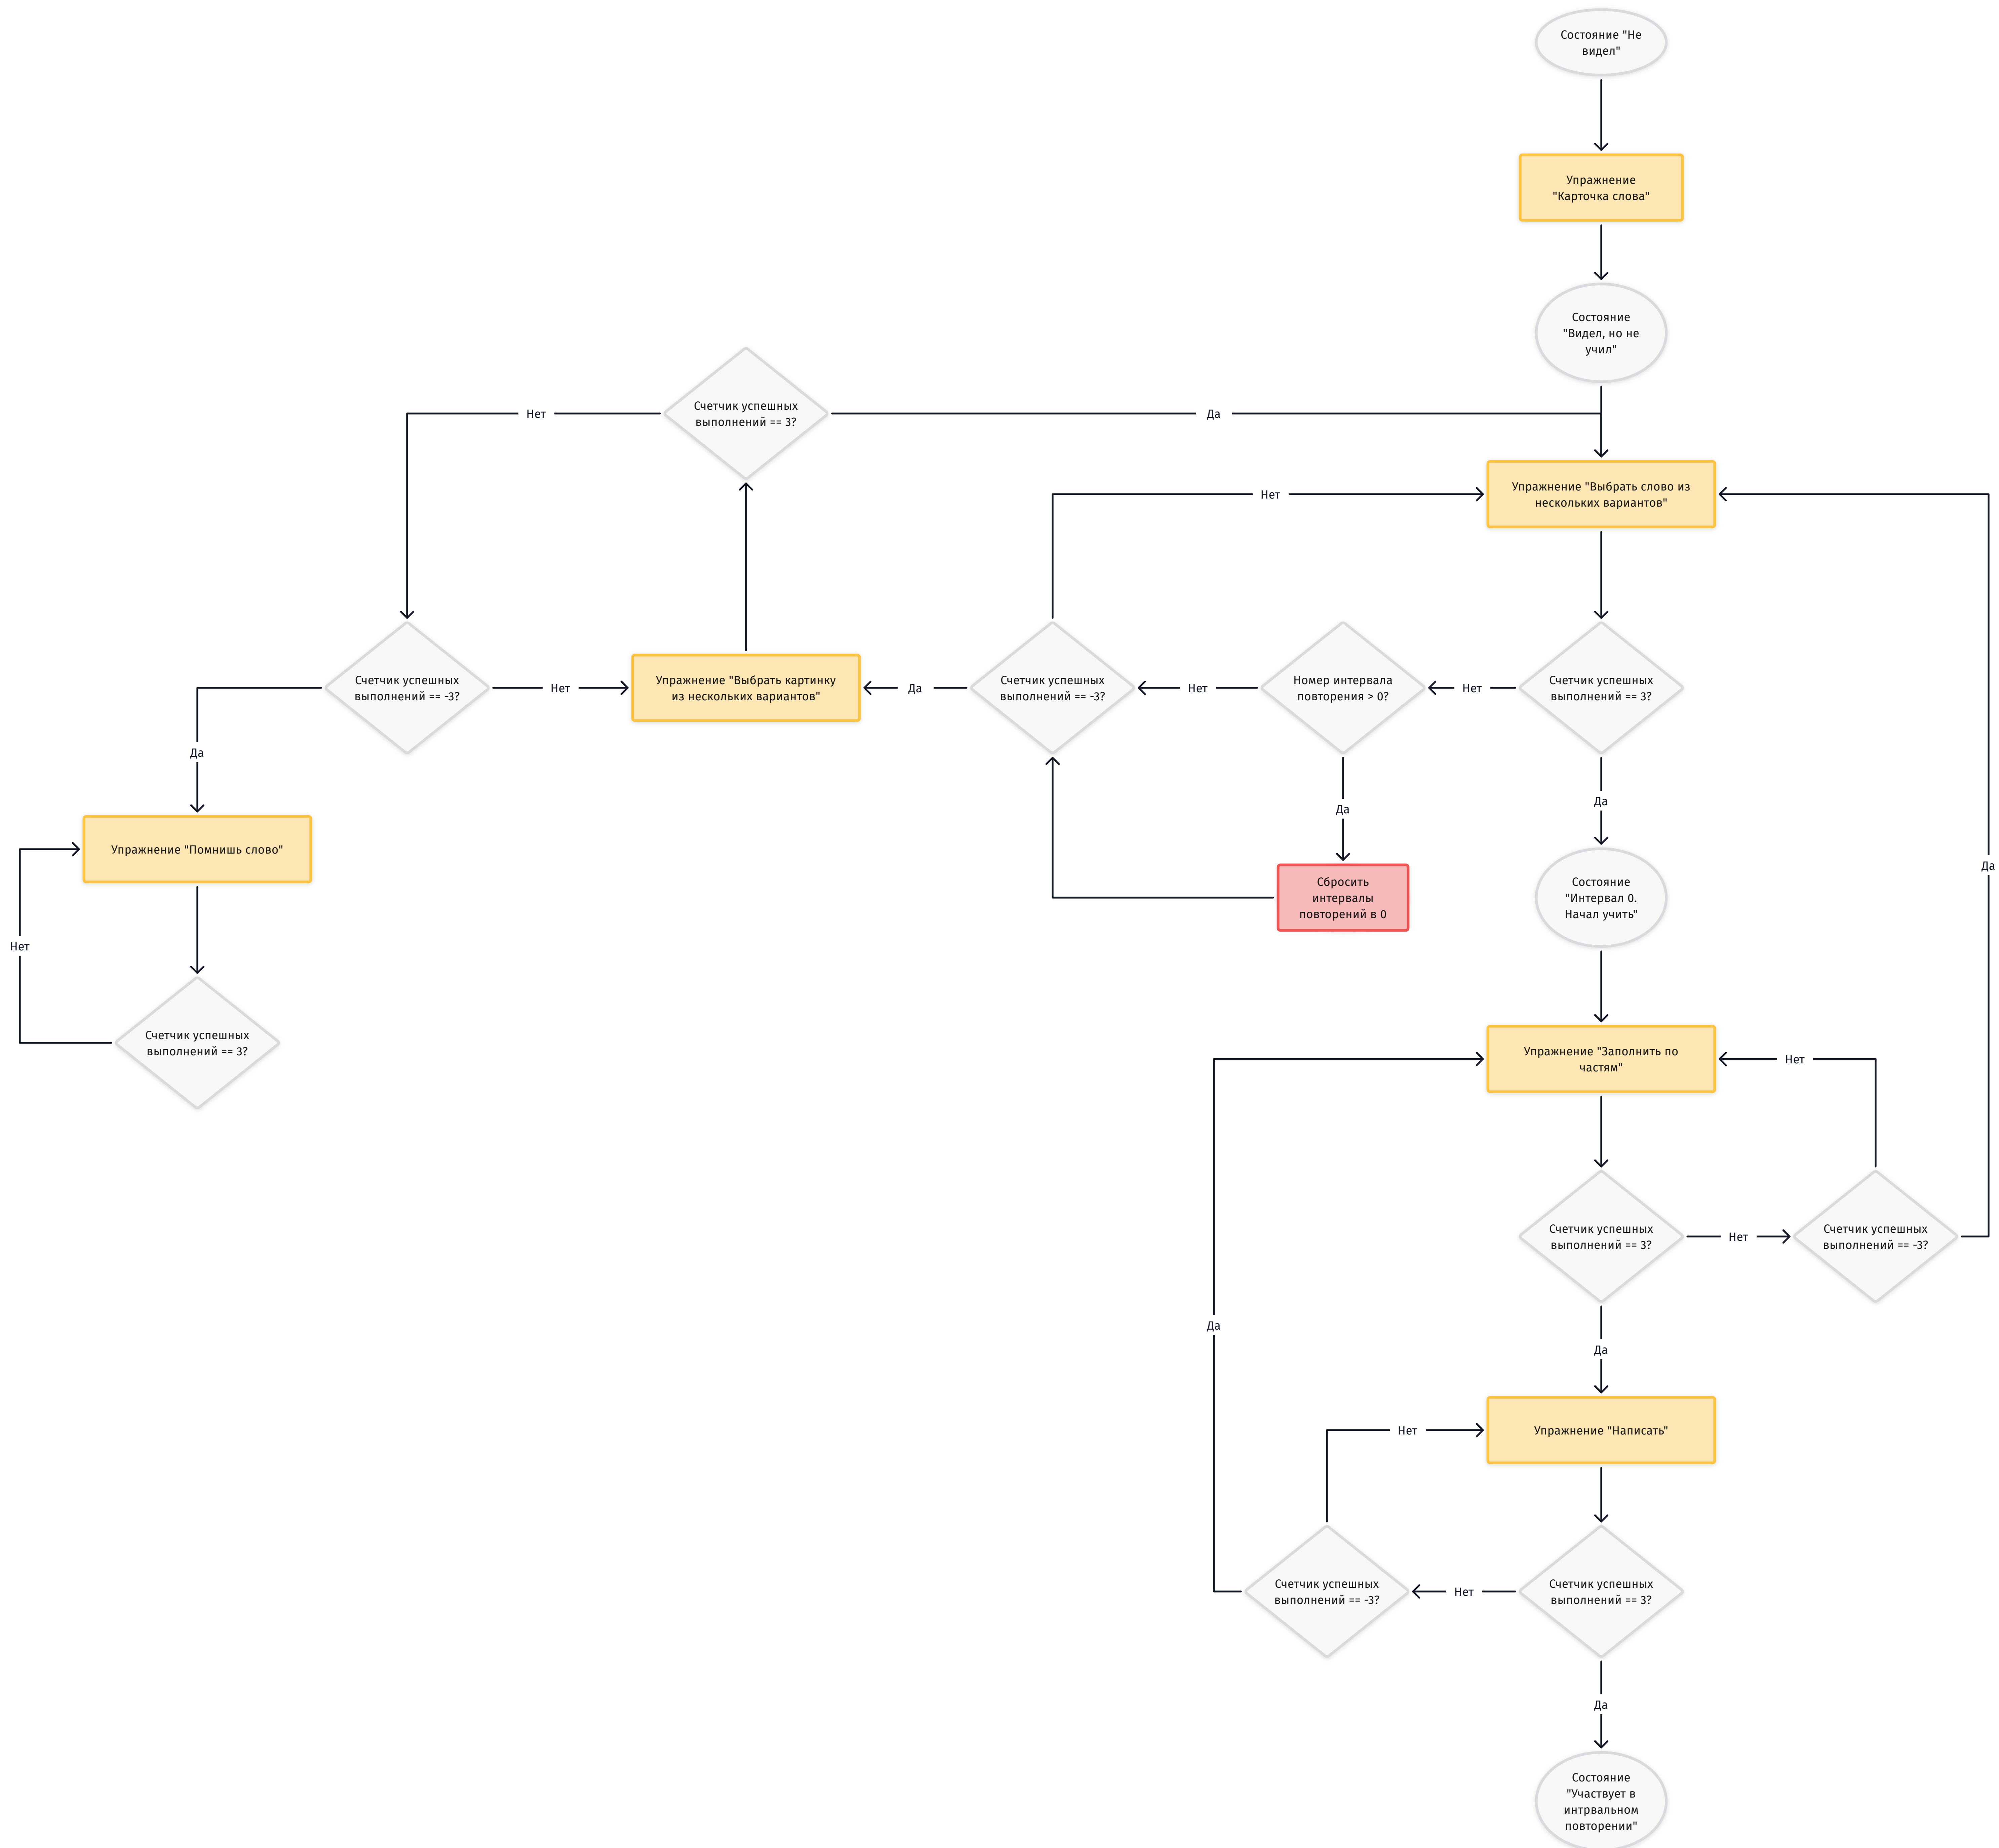 Состояние "Не
видел"
Упражнение
"Карточка слова"
Состояние
"Видел, но не
учил"
Счетчик успешных
выполнений == 3?
Нет
Да
Упражнение "Выбрать слово из
нескольких вариантов"
Нет
Счетчик успешных
выполнений == -3?
Нет
Упражнение "Выбрать картинку
из нескольких вариантов"
Да
Счетчик успешных
выполнений == -3?
Нет
Номер интервала
повторения > 0?
Нет
Счетчик успешных
выполнений == 3?
Да
Да
Да
Упражнение "Помнишь слово"
Сбросить
интервалы
повторений в 0
Состояние
"Интервал 0.
Начал учить"
Да
Нет
Счетчик успешных
выполнений == 3?
Упражнение "Заполнить по
частям"
Нет
Счетчик успешных
выполнений == 3?
Нет
Счетчик успешных
выполнений == -3?
Да
Да
Нет
Упражнение "Написать"
Счетчик успешных
выполнений == -3?
Нет
Счетчик успешных
выполнений == 3?
Да
Состояние
"Участвует в
интрвальном
повторении"